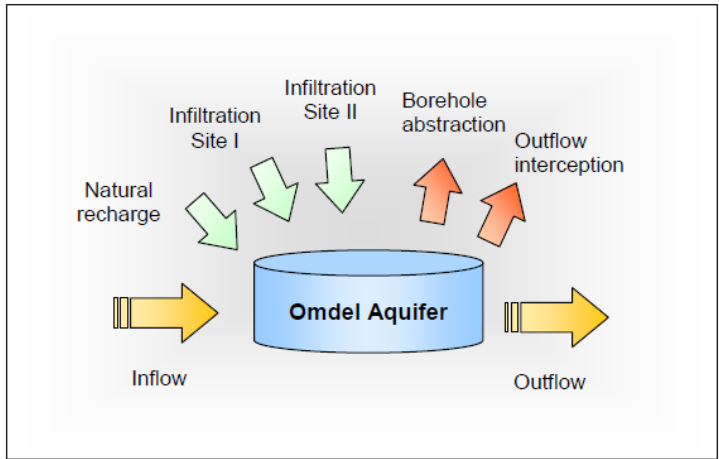 Infiltration
Site II
Borehole
abstraction
Infiltration
Site I
Outflow
interception
Natural
recharge
Omdel Aquifer
Inflow
Outflow